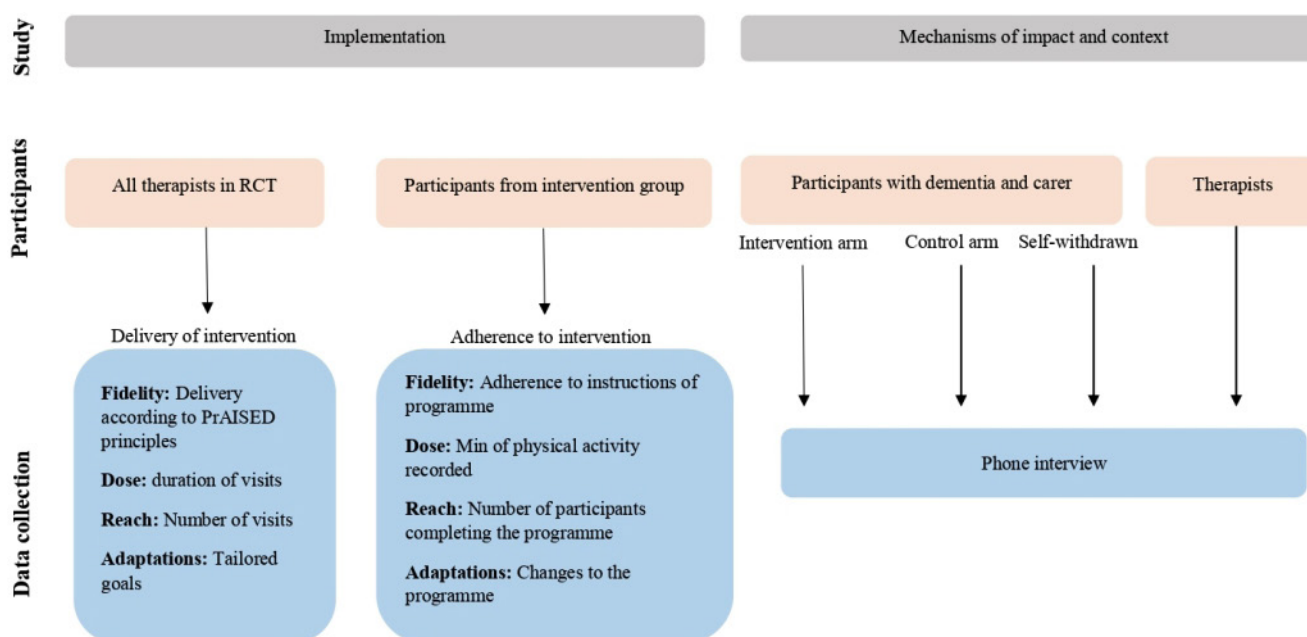 Study
Implementation
Mechanisms of impact and context
Participants
All therapists in RCT
Participants from intervention group
Participants with dementia and carer
Therapists
Intervention arm
Control arm
Self-withdrawn
Data collection
Delivery of intervention
Fidelity: Delivery
according to PrAISED
principles
Dose: duration of visits
Reach: Number of visits
Adaptations: Tailored
goals
Adherence to intervention
Fidelity: Adherence to instructions of
programme
Dose: Min of physical activity
recorded
Reach: Number of participants
completing the programme
Adaptations: Changes to the
programme
Phone interview